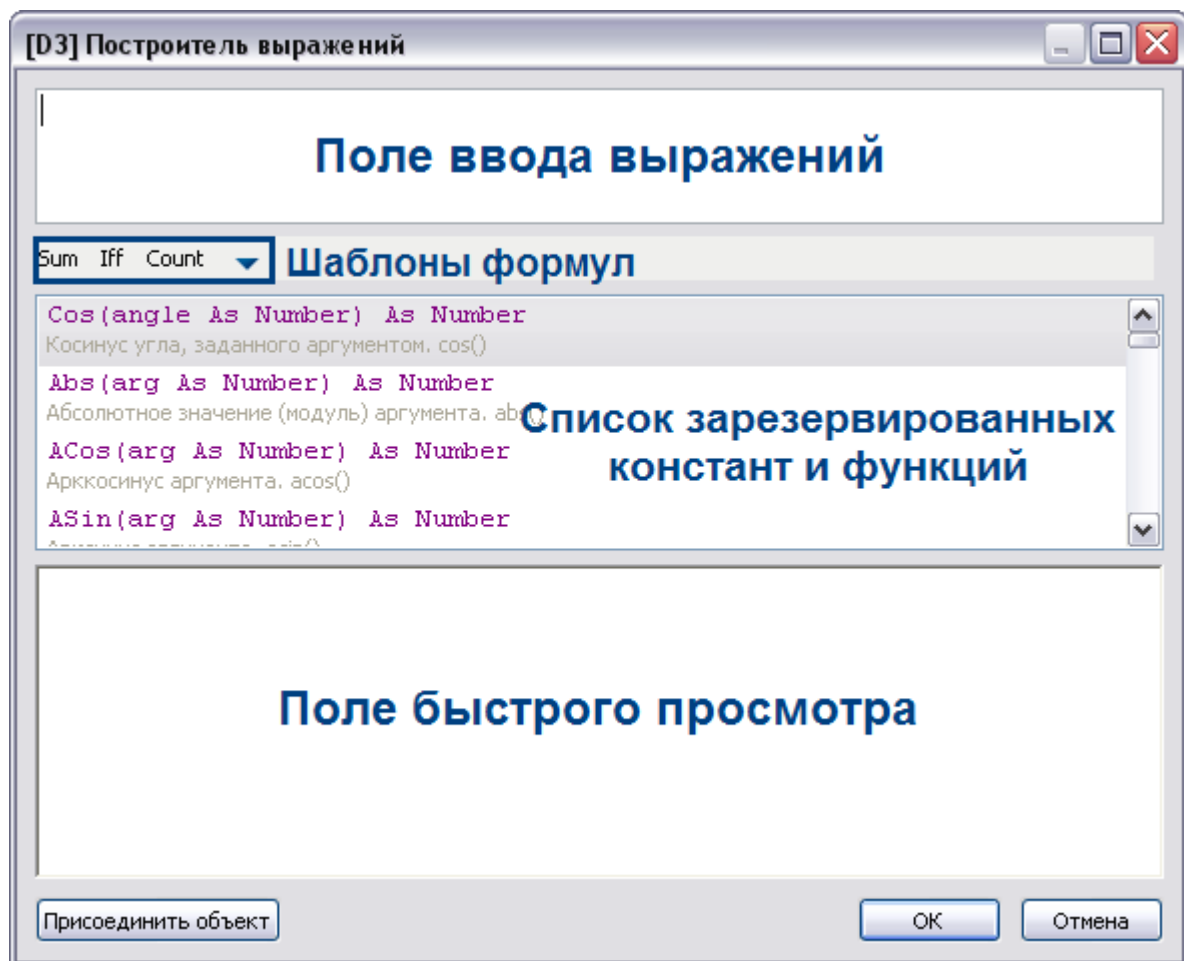 [D3] Построитель выражений
Поле ввода выражений
Sum Iff Count
Шаблоны формул
Cos(angle As Number) As Number
Косинус угла, заданного аргументом. cos()
Abs(arg As Number) As Number
Абсолютное значение (модуль) аргумента.
Список зарезервированных
констант и функций
ACos(arg As Number) As Number
Арккосинус аргумента. acos()
ASin(arg As Number) As Number
Поле быстрого просмотра
Присоединить объект
OK
Отмена